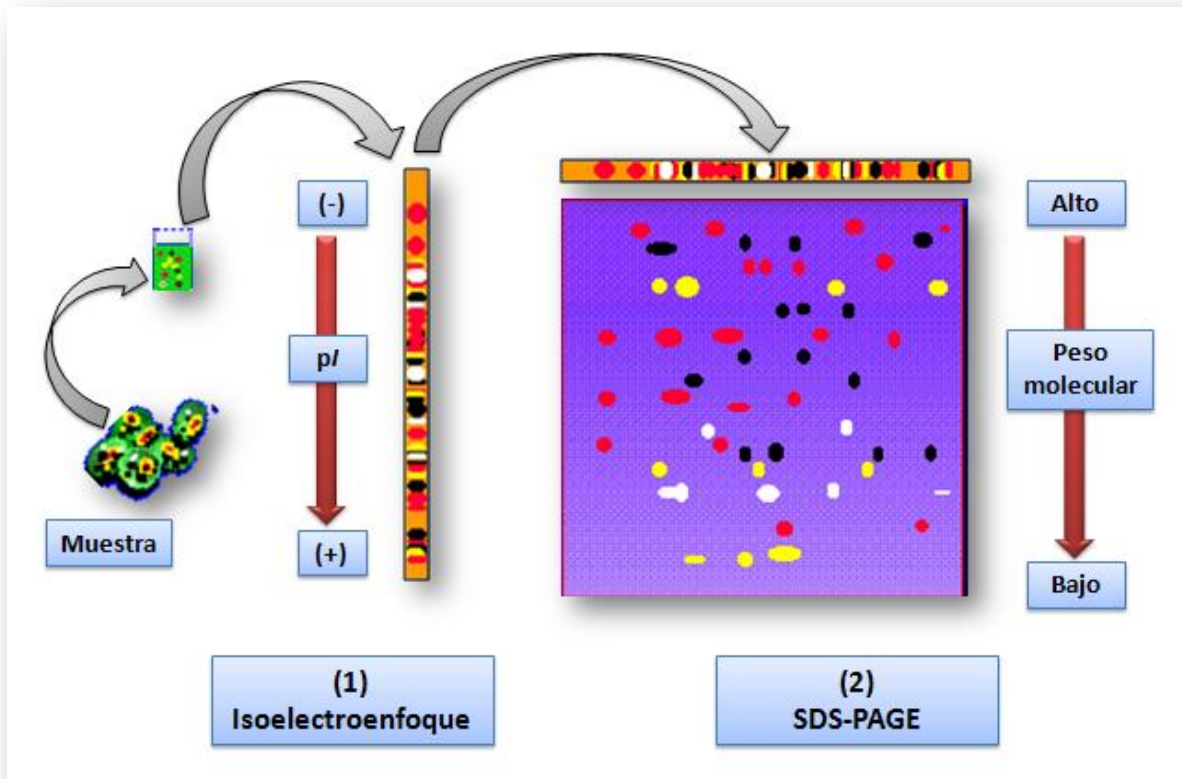 (-)
pI
(+)
Muestra
Alto
Peso
molecular
Bajo
(1)
Isoelectroenfoque
(2)
SDS-PAGE